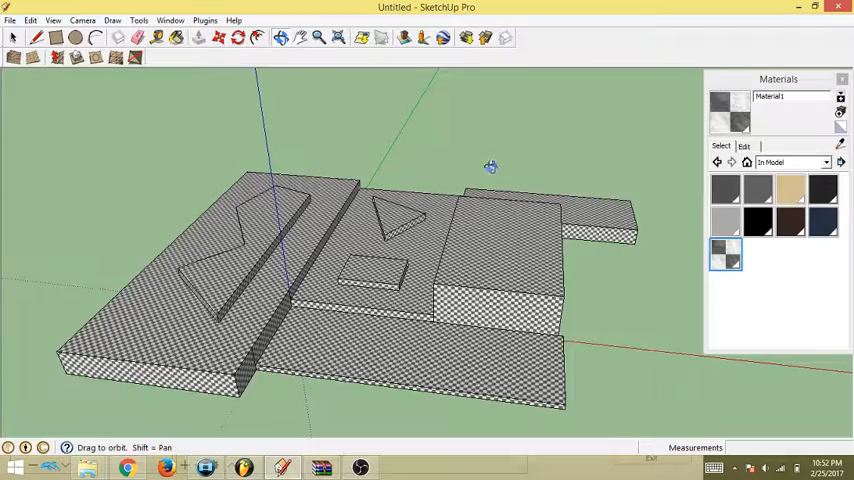 Untitled - SketchUp Pro
File Edit View Camera Draw Tools Window Plugins Help
Materials
Material1
Select Edit
In Model
Drag to orbit. Shift = Pan
Measurements
Exit
10:52 PM
2/25/2017